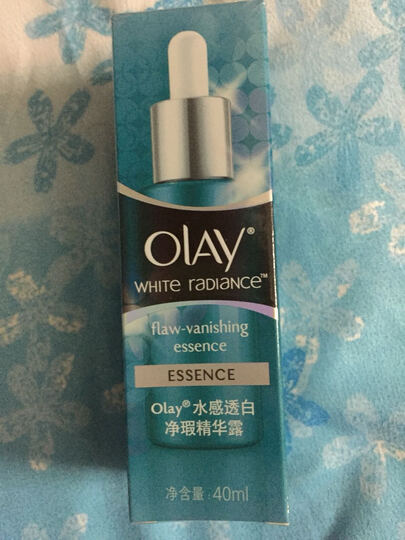 OLAY®
WHITE RADIANCE™
flaw-vanishing
essence
ESSENCE
Olay®水感透白
净瑕精华露
净含量:40ml